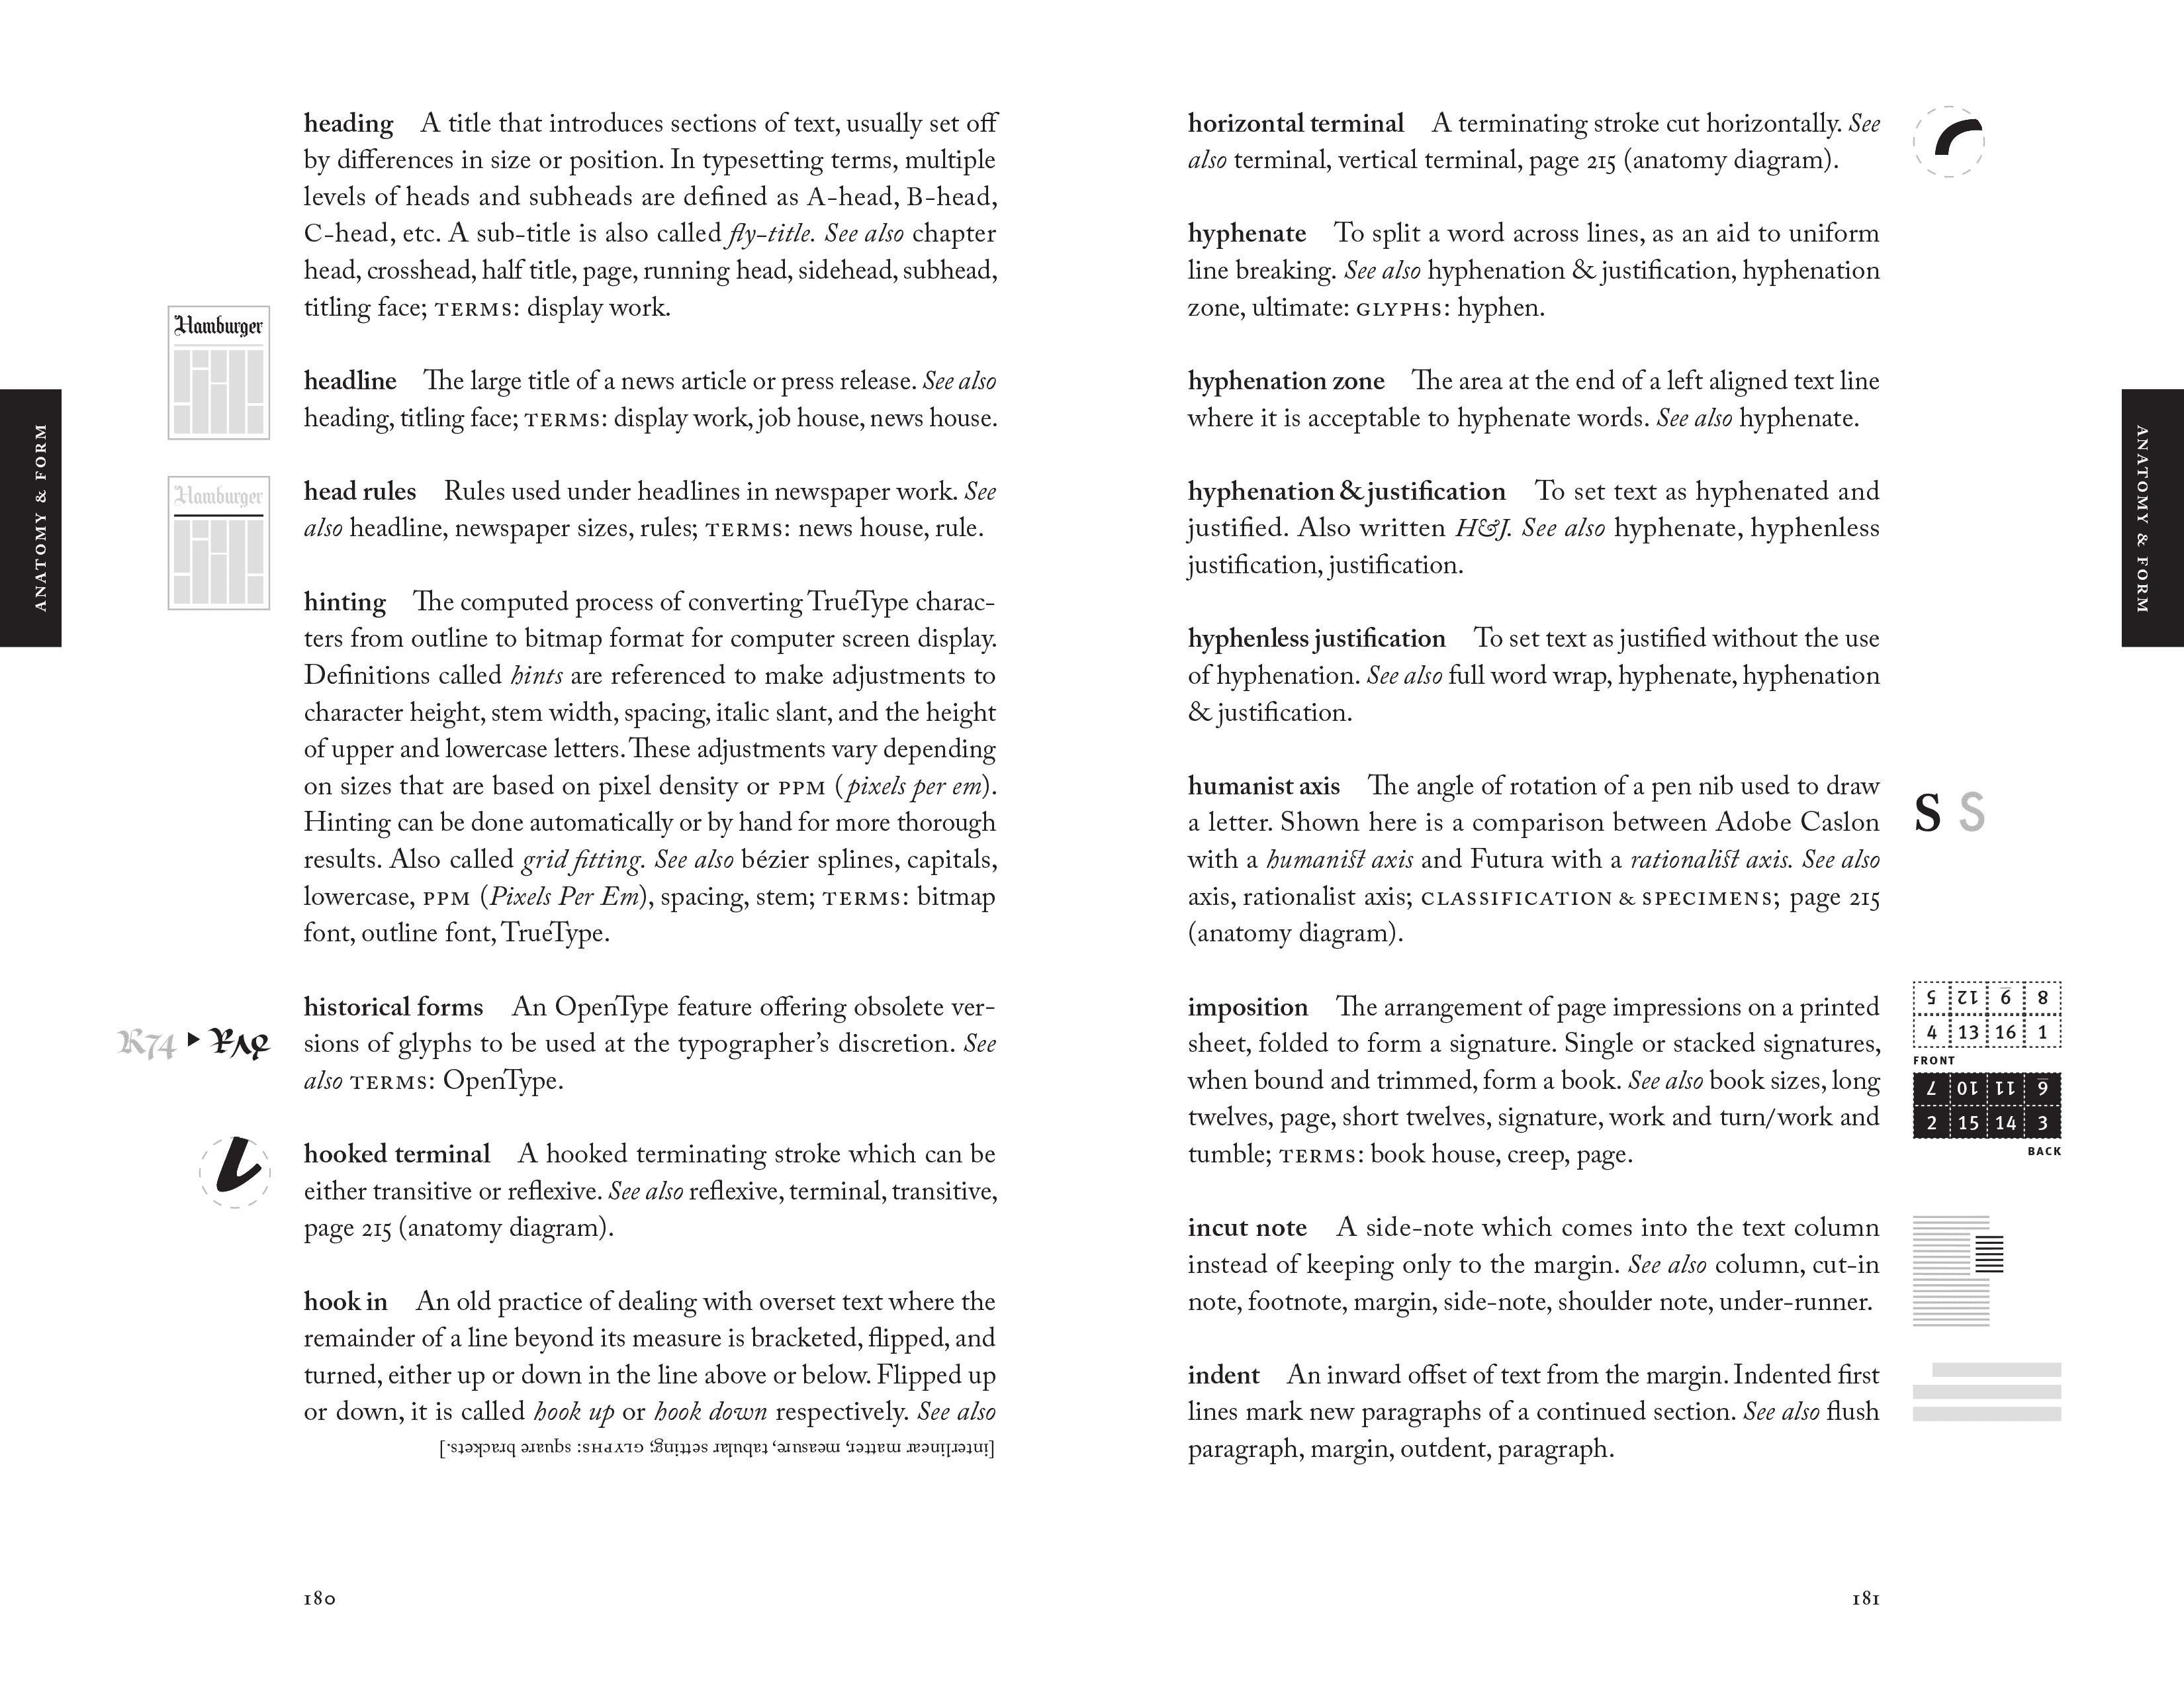 heading A title that introduces sections of text, usually set off
by differences in size or position. In typesetting terms, multiple
levels of heads and subheads are defined as A-head, B-head,
C-head, etc. A sub-title is also called fly-title. See also chapter
head, crosshead, half title, page, running head, sidehead, subhead,
titling face; TERMS: display work.
Hamburger
headline The large title of a news article or press release. See also
heading, titling face; TERMS: display work, job house, news house.
ANATOMY & FORM
Hamburger
head rules Rules used under headlines in newspaper work. See
also headline, newspaper sizes, rules; TERMS: news house, rule.
hinting The computed process of converting TrueType charac-
ters from outline to bitmap format for computer screen display.
Definitions called hints are referenced to make adjustments to
character height, stem width, spacing, italic slant, and the height
of upper and lowercase letters. These adjustments vary depending
on sizes that are based on pixel density or PPM (pixels per em).
Hinting can be done automatically or by hand for more thorough
results. Also called grid fitting. See also bézier splines, capitals,
lowercase, PPM (Pixels Per Em), spacing, stem; TERMS: bitmap
font, outline font, TrueType.
R74
historical forms An OpenType feature offering obsolete ver-
sions of glyphs to be used at the typographer’s discretion. See
also TERMS: OpenType.
hooked terminal A hooked terminating stroke which can be
either transitive or reflexive. See also reflexive, terminal, transitive,
page 215 (anatomy diagram).
hook in An old practice of dealing with overset text where the
remainder of a line beyond its measure is bracketed, flipped, and
turned, either up or down in the line above or below. Flipped up
or down, it is called hook up or hook down respectively. See also
[interlinear matter, measure, tabular setting; GLYPHS: square brackets.]
180
horizontal terminal A terminating stroke cut horizontally. See
also terminal, vertical terminal, page 215 (anatomy diagram).
hyphenate To split a word across lines, as an aid to uniform
line breaking. See also hyphenation & justification, hyphenation
zone, ultimate: GLYPHS: hyphen.
hyphenation zone The area at the end of a left aligned text line
where it is acceptable to hyphenate words. See also hyphenate.
ANATOMY & FORM
hyphenation & justification To set text as hyphenated and
justified. Also written H&J. See also hyphenate, hyphenless
justification, justification.
hyphenless justification To set text as justified without the use
of hyphenation. See also full word wrap, hyphenate, hyphenation
& justification.
humanist axis The angle of rotation of a pen nib used to draw
a letter. Shown here is a comparison between Adobe Caslon
with a humanist axis and Futura with a rationalist axis. See also
axis, rationalist axis; CLASSIFICATION & SPECIMENS; page 215
(anatomy diagram).
S S
imposition The arrangement of page impressions on a printed
sheet, folded to form a signature. Single or stacked signatures,
when bound and trimmed, form a book. See also book sizes, long
twelves, page, short twelves, signature, work and turn/work and
tumble; TERMS: book house, creep, page.
5 12 9 8
4 13 16 1
FRONT
7 10 11 6
2 15 14 3
BACK
incut note A side-note which comes into the text column
instead of keeping only to the margin. See also column, cut-in
note, footnote, margin, side-note, shoulder note, under-runner.
indent An inward offset of text from the margin. Indented first
lines mark new paragraphs of a continued section. See also flush
paragraph, margin, outdent, paragraph.
181